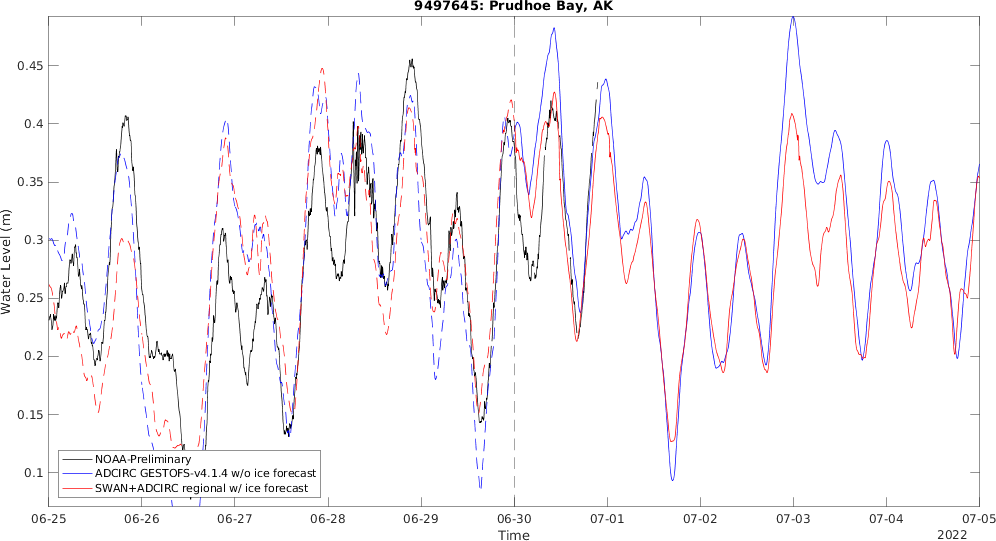 9497645: Prudhoe Bay, AK
Water Level (m)
0.45
0.4
0.35
0.3
0.25
0.2
0.15
0.1
NOAA-Preliminary
ADCIRC GESTOFS-v4.1.4 w/o ice forecast
SWAN+ADCIRC regional w/ ice forecast
06-25 06-26 06-27 06-28 06-29 06-30 07-01 07-02 07-03 07-04 07-05
Time
2022